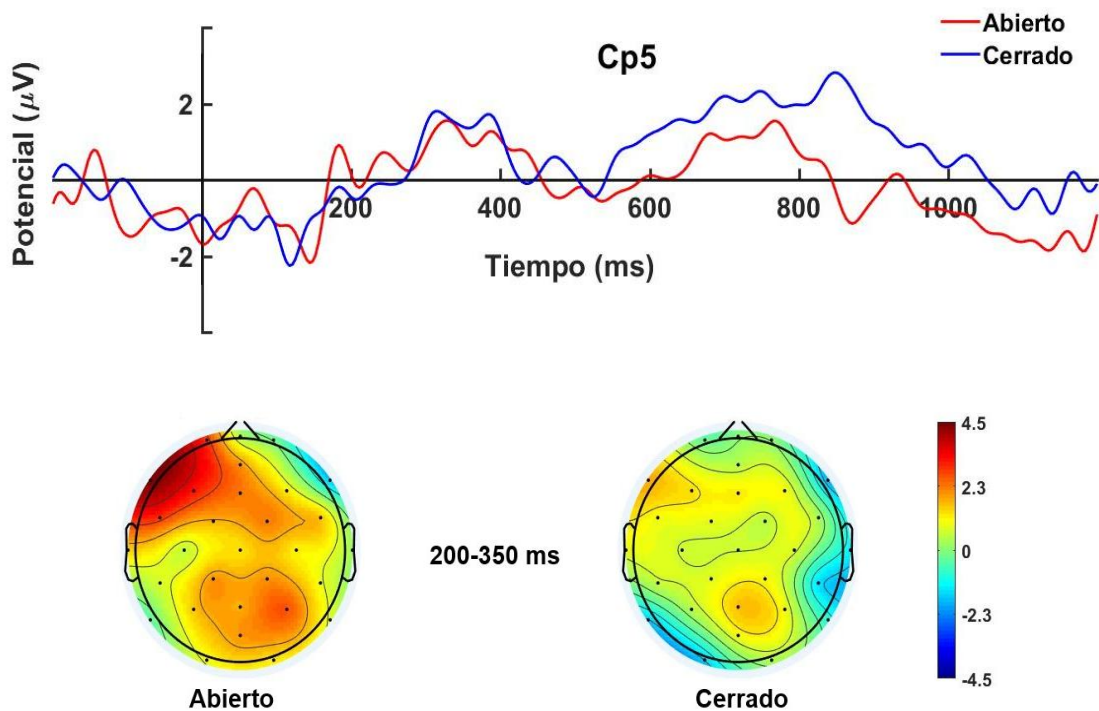 Abierto
Cerrado
Cp5
Potencial (μV)
2
-2
200
400
600
800
1000
Tiempo (ms)
200-350 ms
Abierto
Cerrado
4.5
2.3
0
-2.3
-4.5